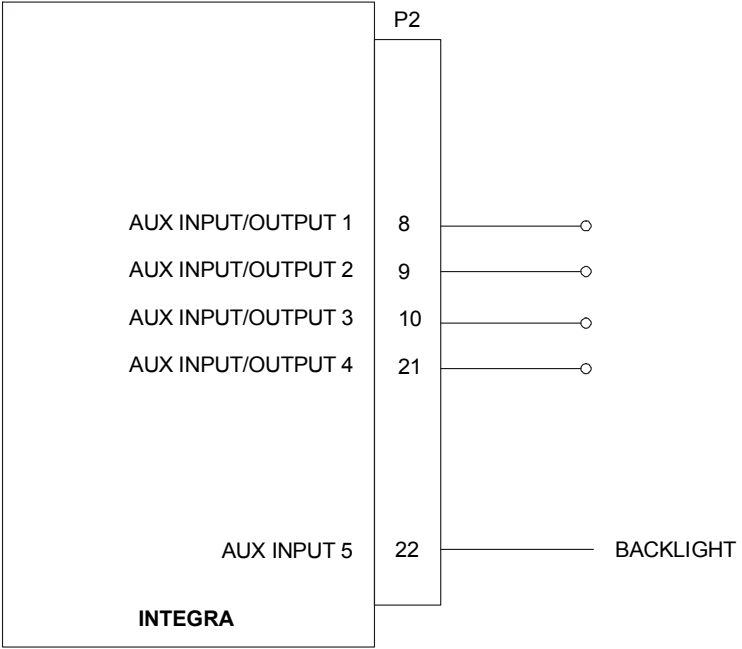 P2
AUX INPUT/OUTPUT 1 8
AUX INPUT/OUTPUT 2 9
AUX INPUT/OUTPUT 3 10
AUX INPUT/OUTPUT 4 21
AUX INPUT 5 22 BACKLIGHT
INTEGRA